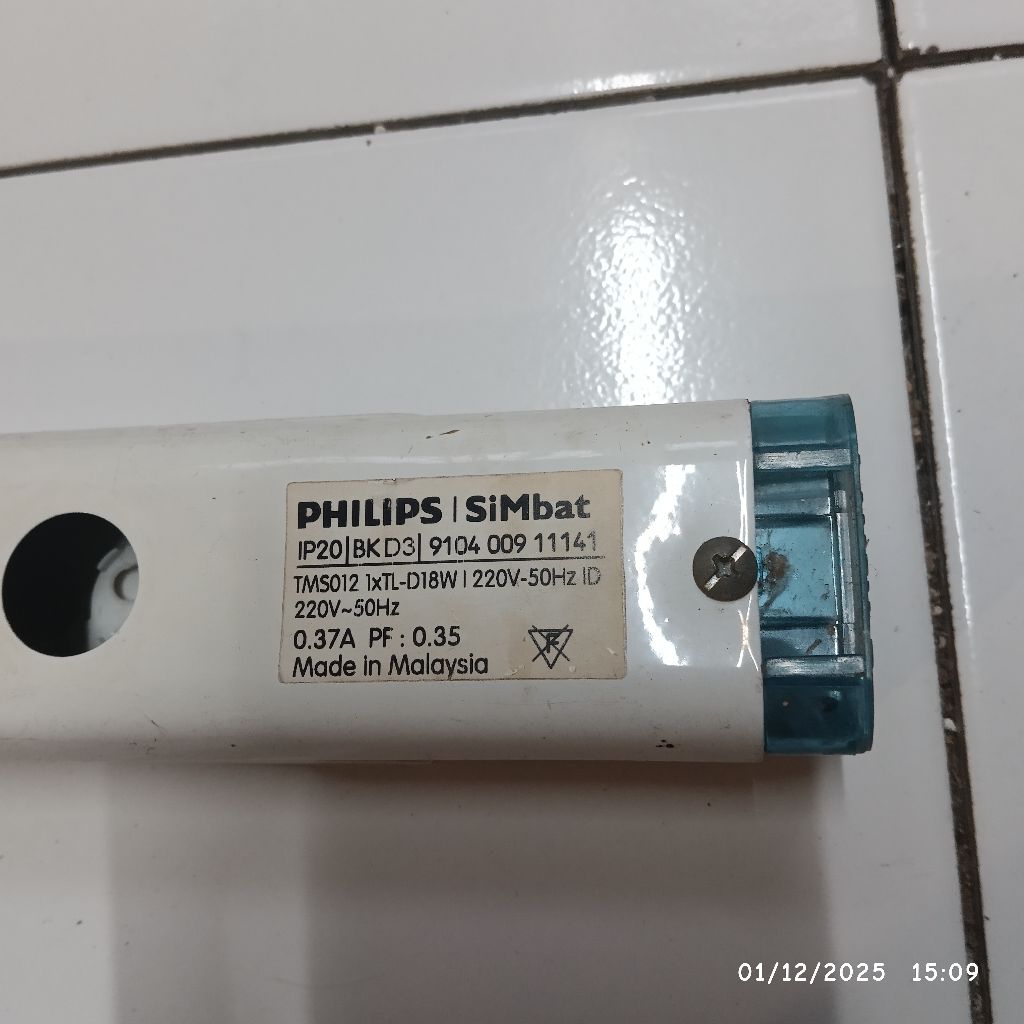 PHILIPS | SiMbat
IP20|BK D3| 9104 009 11141
TMS012 1xTL-D18W I 220V-50Hz ID
220V~50Hz
0.37A PF : 0.35
F
Made in Malaysia
01/12/2025 15:09